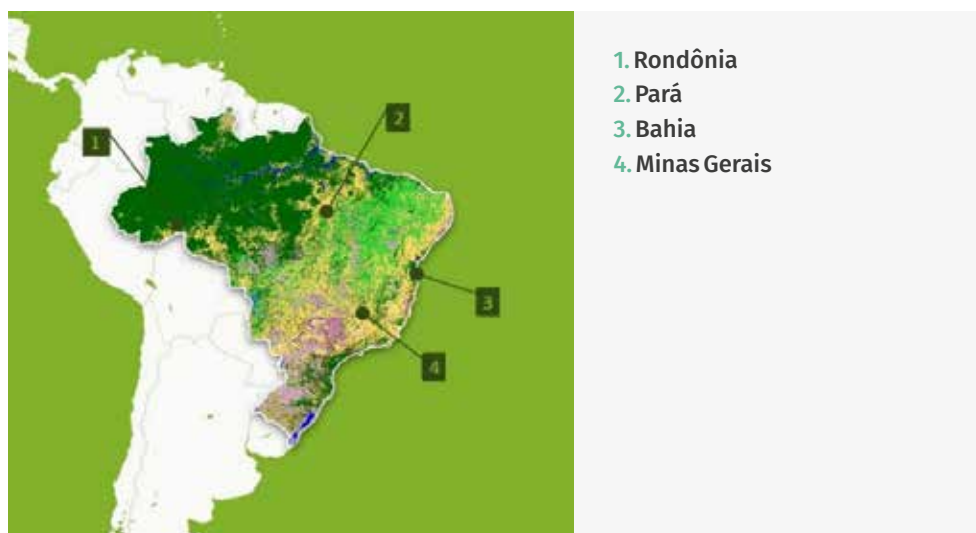 1
2
3
4
1. Rondônia
2. Pará
3. Bahia
4. Minas Gerais